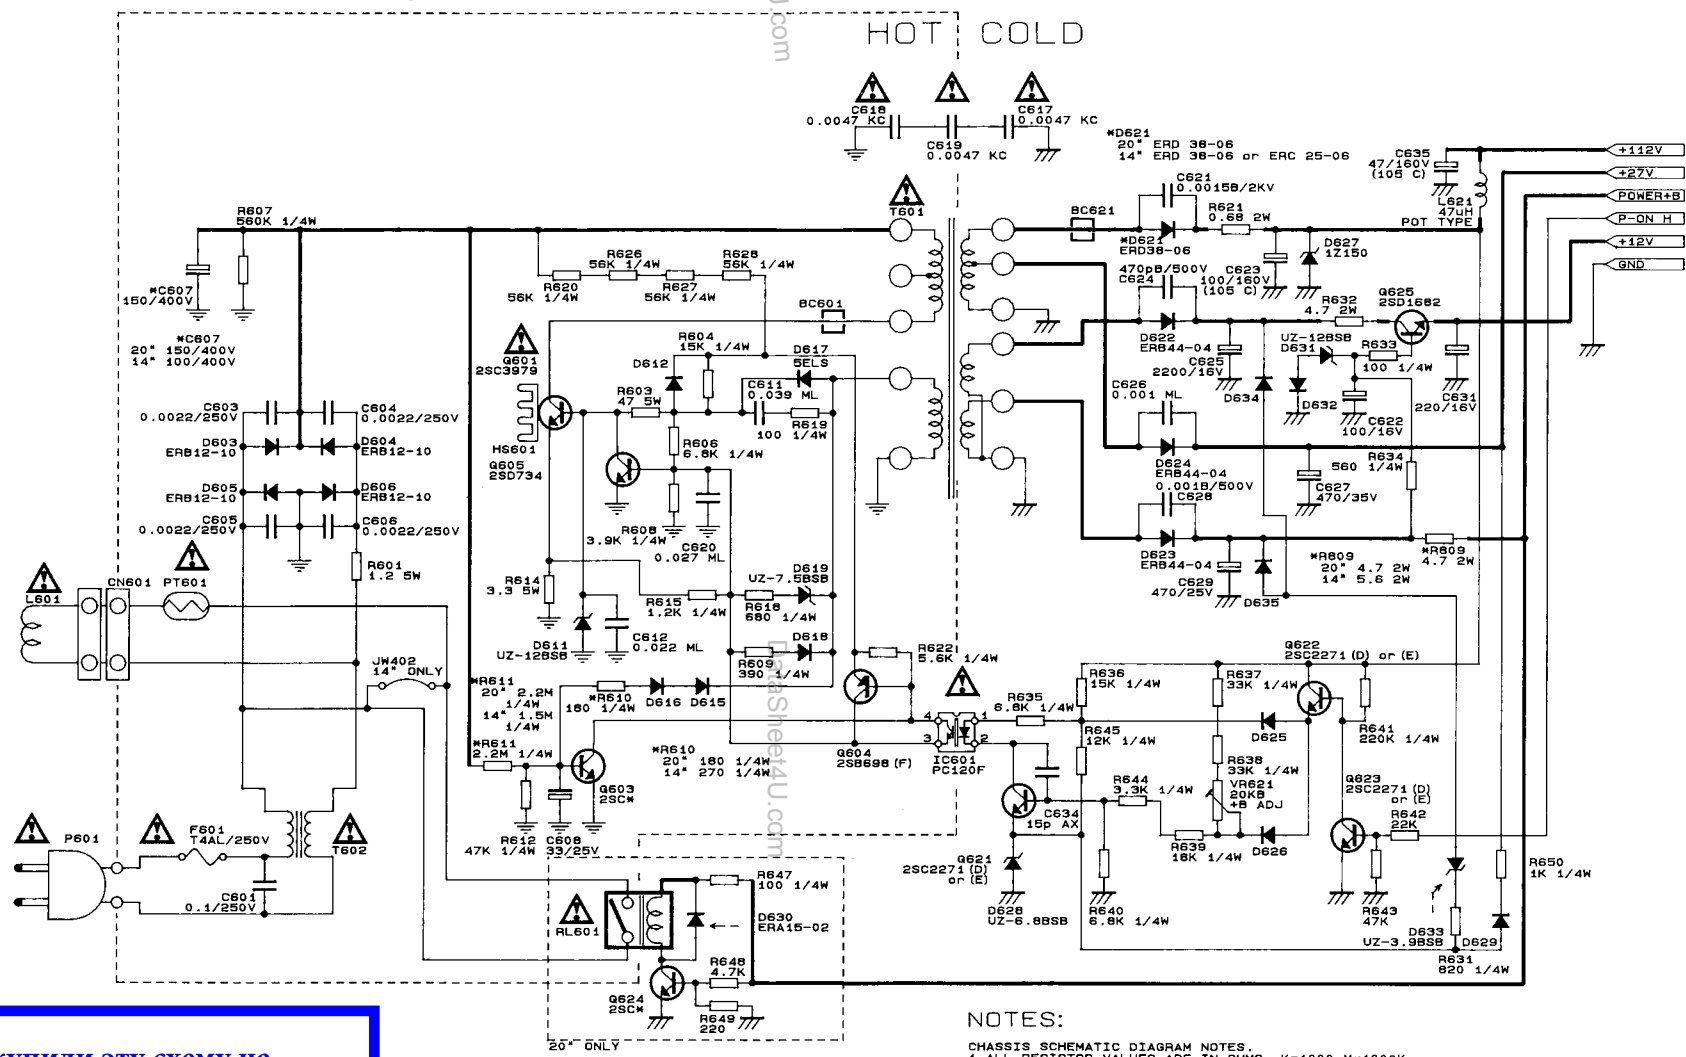 J.com
HOT COLD
C618
0.0047 KC
C617
0.0047 KC
C619
0.0047 KC
*D621
20" ERD 38-06
14" ERD 38-06 or ERC 25-06
C635
47/160V
(105 C)
+112V
+27V
POWER+B
P-ON H
+12V
GND
L621
47uH
POT TYPE
C621
0.0015B/2KV
T601
BC621
R621
0.68 2W
*D621
ERD38-06
D627
1Z150
R607
560K 1/4W
R626
56K 1/4W
R628
56K 1/4W
R620
56K 1/4W
R627
56K 1/4W
470pB/500V
C624
C623
100/160V
(105 C)
*C607
150/400V
BC601
R632
4.7 2W
Q625
2SD1682
*C607
20" 150/400V
14" 100/400V
R604
15K 1/4W
Q601
2SC3979
D612
D617
5ELS
D622
ERB44-04
C625
2200/16V
UZ-12BSB
D631
R633
100 1/4W
C611
0.039 ML
R603
47 5W
C626
0.001 ML
D634
D632
C622
100/16V
C631
220/16V
C603
0.0022/250V
C604
0.0022/250V
100
R619
1/4W
D603
ERB12-10
D604
ERB12-10
HS601
R606
6.8K 1/4W
Q605
2SD734
D624
ERB44-04
0.001B/500V
C628
C627
470/35V
R634
560 1/4W
D605
ERB12-10
D606
ERB12-10
C605
0.0022/250V
C606
0.0022/250V
R608
3.9K 1/4W
C620
0.027 ML
D623
ERB44-04
C629
470/25V
D635
*R809
20" 4.7 2W
14" 5.6 2W
*R809
4.7 2W
R601
1.2 5W
L601
CN601
PT601
R614
3.3 5W
D619
UZ-7.5BSB
R615
1.2K 1/4W
R618
680 1/4W
D611
UZ-12BSB
C612
0.022 ML
D618
R609
390 1/4W
R622
5.6K 1/4W
Q622
2SC2271 (D) or (E)
JW402
14" ONLY
*R611
20" 2.2M
1/4W
14" 1.5M
1/4W
*R610
180 1/4W
D616
D615
R636
15K 1/4W
R637
33K 1/4W
R635
6.8K 1/4W
4
3
1
2
R645
12K 1/4W
D625
R641
220K 1/4W
*R611
2.2M 1/4W
*R610
20" 180 1/4W
14" 270 1/4W
Q604
2SB698 (F)
IC601
PC120F
R638
33K 1/4W
VR621
20KB
+B ADJ
Q603
2SC*
R644
3.3K 1/4W
Q623
2SC2271 (D)
or (E)
C634
15p AX
R642
22K
P601
F601
T4AL/250V
T602
R612
47K 1/4W
C608
33/25V
R639
18K 1/4W
D626
Q621
2SC2271 (D)
or (E)
R650
1K 1/4W
C601
0.1/250V
R647
100 1/4W
RL601
D630
ERA15-02
D628
UZ-6.8BSB
R640
6.8K 1/4W
R643
47K
D633
UZ-3.9BSB
D629
R631
820 1/4W
R648
4.7K
Q624
2SC*
R649
220
20" ONLY
DataSheet4U.com
NOTES:
CHASSIS SCHEMATIC DIAGRAM NOTES.
1 ALL RESISTOR VALUES ARE IN OHMS. K=1000 M=1000K
купили эту схему не